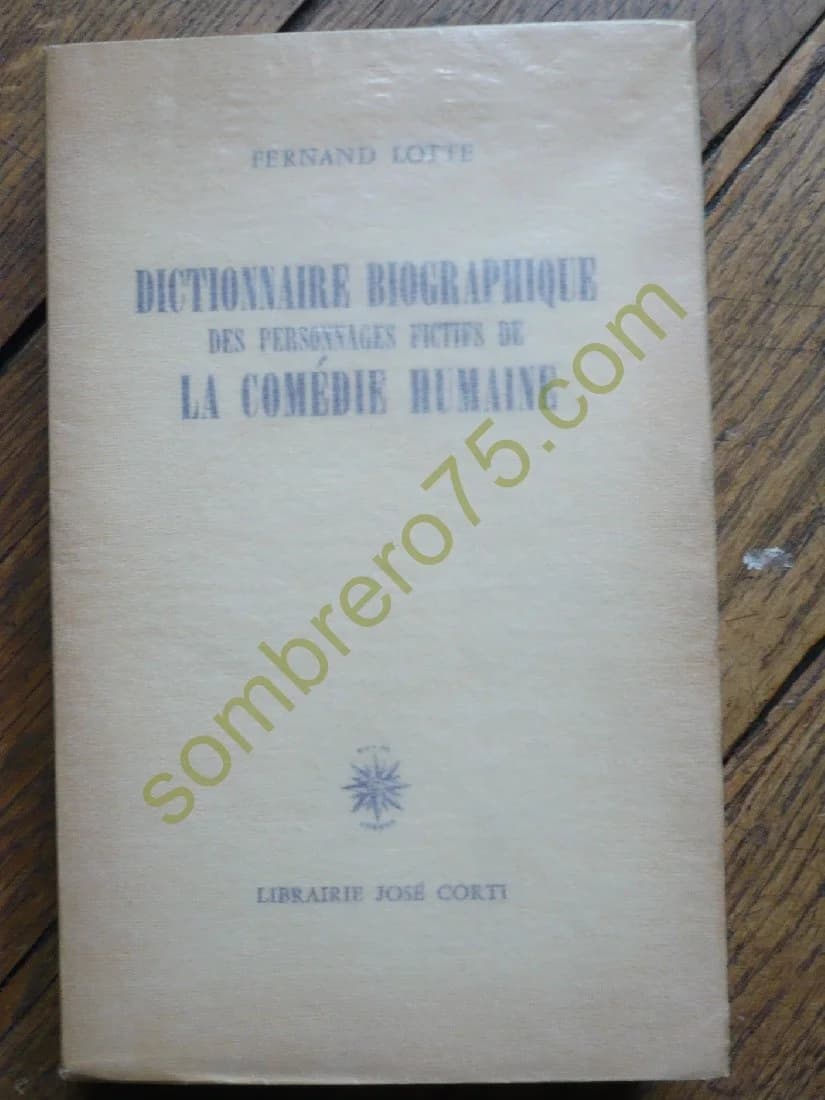 FERNAND LOTTE
DICTIONNAIRE BIOGRAPHIQUE
DES PERSONNAGES FICTIFS DE
LA COMÉDIE HUMAINE
sombrero75.com
LIBRAIRIE JOSÉ CORTI